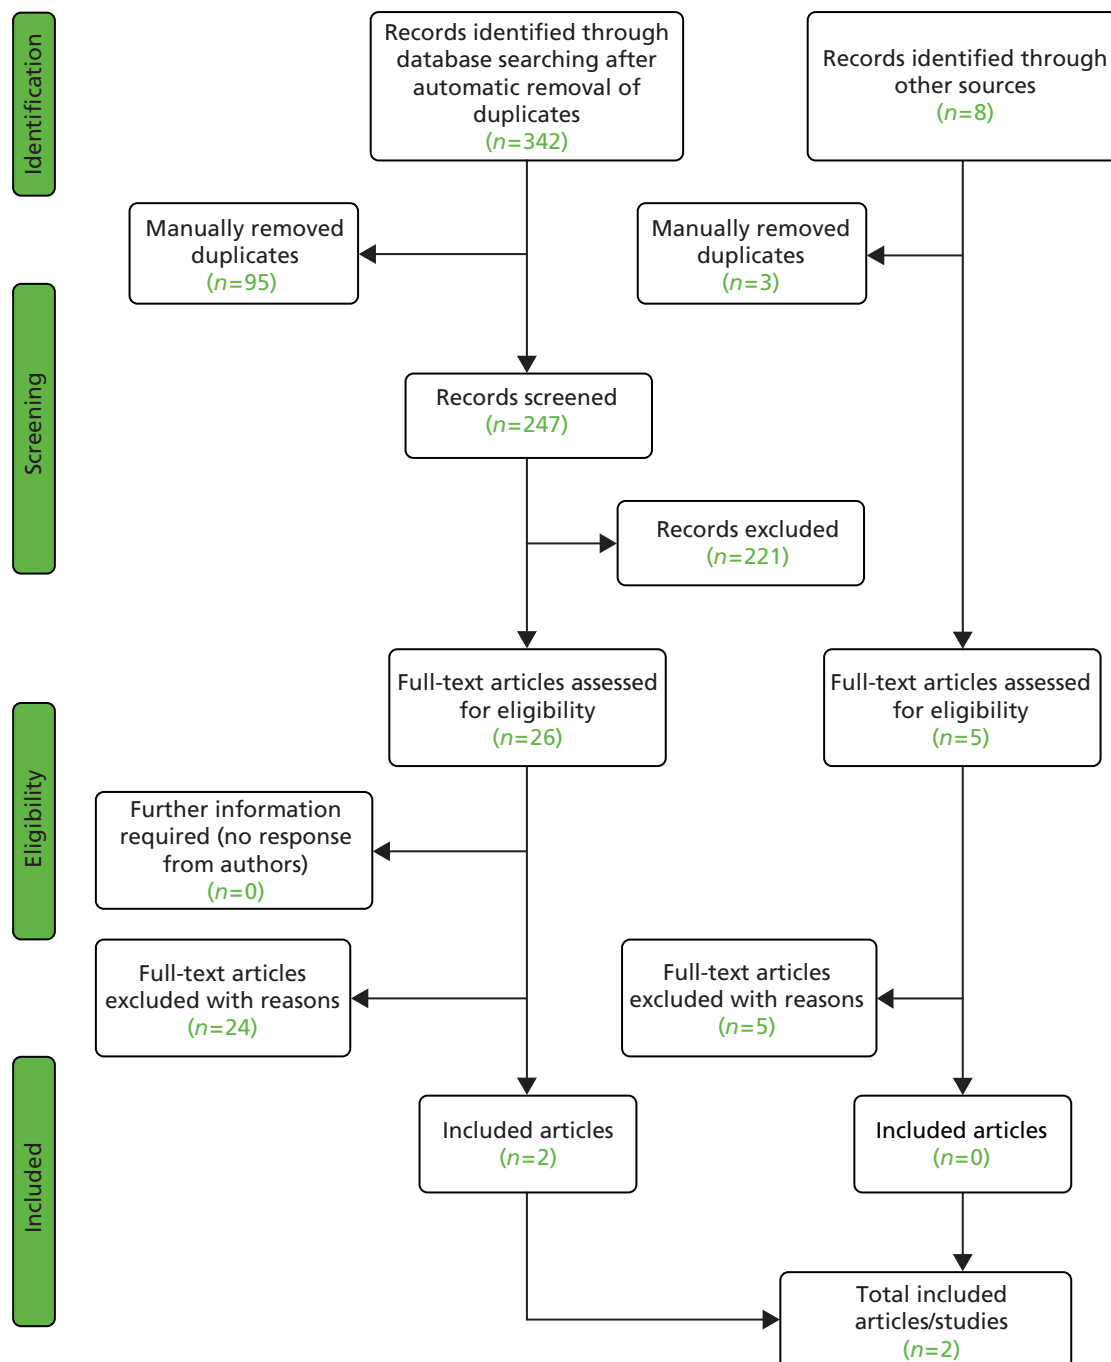 Identification
Records identified through
database searching after
automatic removal of
duplicates
(n=342)
Records identified through
other sources
(n=8)
Manually removed
duplicates
(n=95)
Manually removed
duplicates
(n=3)
Screening
Records screened
(n=247)
Records excluded
(n=221)
Full-text articles assessed
for eligibility
(n=26)
Full-text articles assessed
for eligibility
(n=5)
Eligibility
Further information
required (no response
from authors)
(n=0)
Full-text articles
excluded with reasons
(n=24)
Full-text articles
excluded with reasons
(n=5)
Included
Included articles
(n=2)
Included articles
(n=0)
Total included
articles/studies
(n=2)